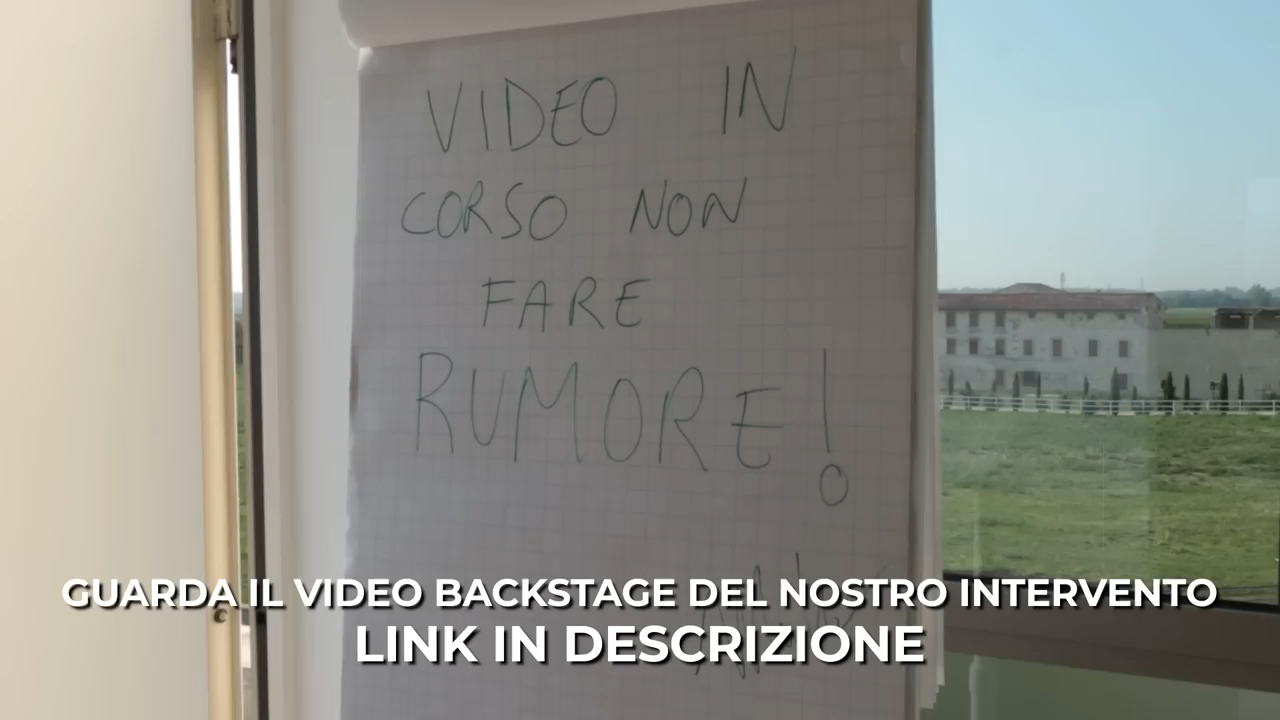 VIDEO IN
CORSO NON
FARE
RUMORE!
GUARDA IL VIDEO BACKSTAGE DEL NOSTRO INTERVENTO
LINK IN DESCRIZIONE